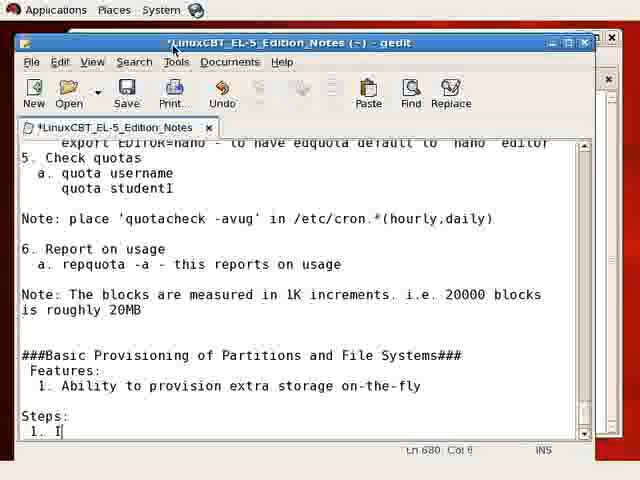 Applications Places System
*LinuxCBT_EL-5_Edition_Notes (~) - gedit
File Edit View Search Tools Documents Help
New Open Save Print... Undo Paste Find Replace
*LinuxCBT_EL-5_Edition_Notes
export EDITOR=nano - to have edquota default to 'nano' editor
5. Check quotas
a. quota username
quota student1
Note: place 'quotacheck -avug' in /etc/cron.*(hourly,daily)
6. Report on usage
a. repquota -a - this reports on usage
Note: The blocks are measured in 1K increments. i.e. 20000 blocks
is roughly 20MB
###Basic Provisioning of Partitions and File Systems###
Features:
1. Ability to provision extra storage on-the-fly
Steps:
1. I
Ln 680, Col 6 INS